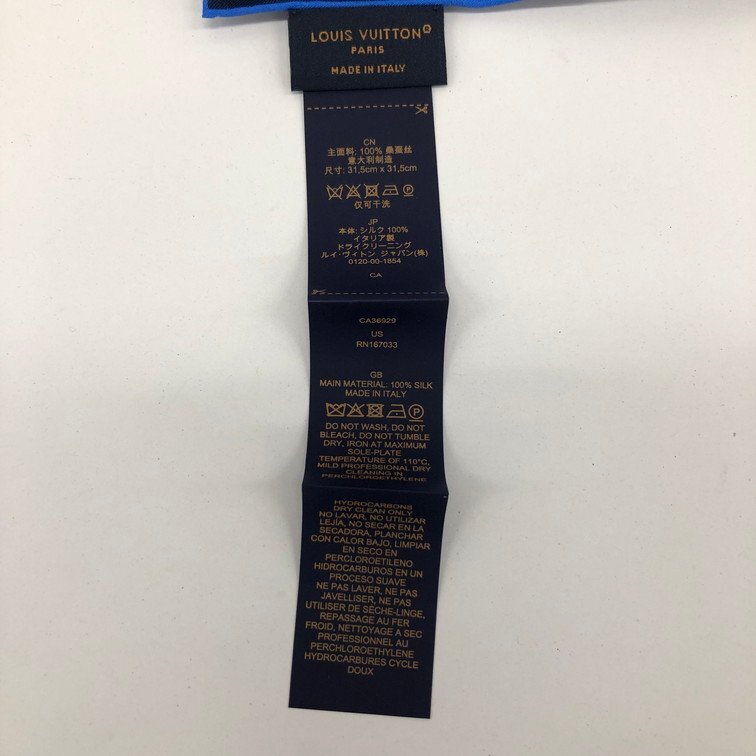 LOUIS VUITTON®
PARIS
MADE IN ITALY
CN
主面料: 100% 桑蚕丝
意大利制造
尺寸: 31,5cm x 31,5cm
P
仅可干洗
JP
本体: シルク 100%
イタリア製
ドライクリーニング
ルイ・ヴィトン ジャパン(株)
0120-00-1854
CA
CA36929
US
RN167033
GB
MAIN MATERIAL: 100% SILK
MADE IN ITALY
P
DO NOT WASH, DO NOT
BLEACH, DO NOT TUMBLE
DRY, IRON AT MAXIMUM
SOLE-PLATE
TEMPERATURE OF 110°C,
MILD PROFESSIONAL DRY
CLEANING IN
PERCHLOROETHYLENE
HYDROCARBONS
DRY CLEAN ONLY
NO LAVAR, NO UTILIZAR
LEJÍA, NO SECAR EN LA
SECADORA, PLANCHAR
CON CALOR BAJO, LIMPIAR
EN SECO EN
PERCLOROETILENO
HIDROCARBUROS EN UN
PROCESO SUAVE
NE PAS LAVER, NE PAS
JAVELLISER, NE PAS
UTILISER DE SÈCHE-LINGE,
REPASSAGE AU FER
FROID, NETTOYAGE A SEC
PROFESSIONNEL AU
PERCHLOROETHYLENE
HYDROCARBURES CYCLE
DOUX